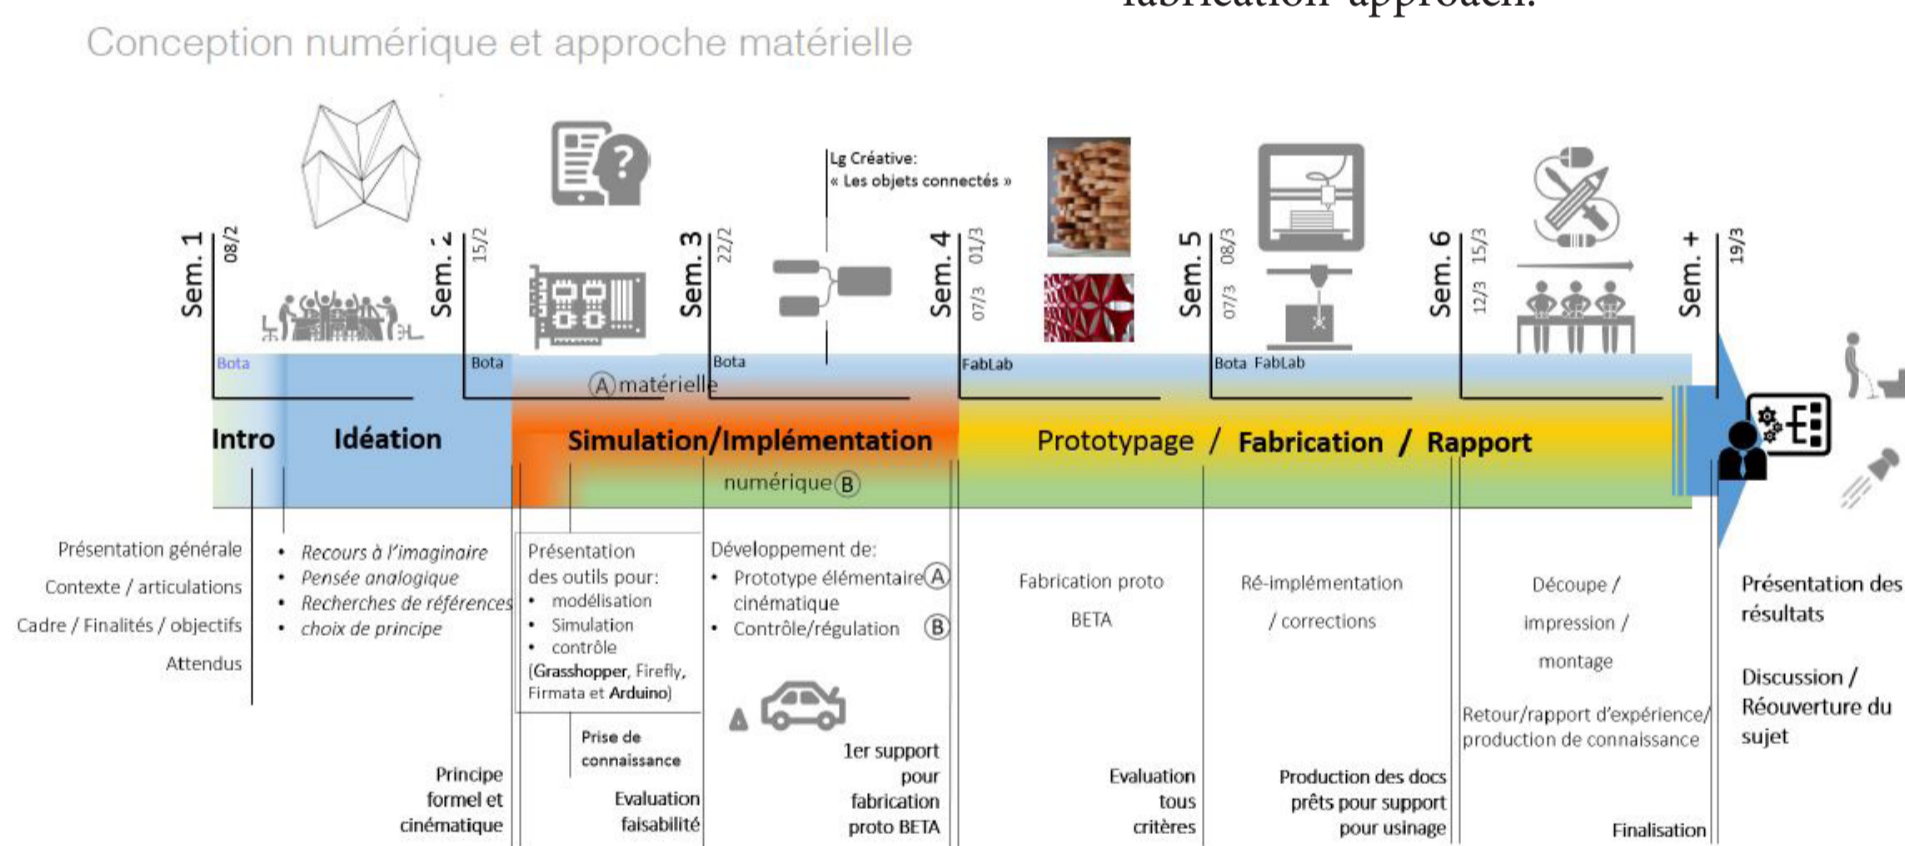 fabrication approach.
Conception numérique et approche matérielle
Lg Créative:
« Les objets connectés »
Sem. 1
08/2
Sem. 2
15/2
Sem. 3
22/2
Sem. 4
07/3 01/3
Sem. 5
07/3 08/3
Sem. 6
12/3 15/3
Sem. +
19/3
Bota
Bota
Bota
FabLab
Bota FabLab
A matérielle
Intro
Idéation
Simulation/Implémentation
Prototypage / Fabrication / Rapport
numérique B
Présentation générale
Contexte / articulations
Cadre / Finalités / objectifs
Attendus
• Recours à l'imaginaire
• Pensée analogique
• Recherches de références
• choix de principe
Principe
formel et
cinématique
Présentation
des outils pour:
• modélisation
• Simulation
• contrôle
(Grasshopper, Firefly,
Firmata et Arduino)
Prise de
connaissance
Evaluation
faisabilité
Développement de:
• Prototype élémentaire A
cinématique
• Contrôle/régulation B
1er support
pour
fabrication
proto BETA
Fabrication proto
BETA
Evaluation
tous
critères
Ré-implémentation
/ corrections
Production des docs
prêts pour support
pour usinage
Découpe /
impression /
montage
Retour/rapport d'expérience/
production de connaissance
Finalisation
Présentation des
résultats
Discussion /
Réouverture du
sujet